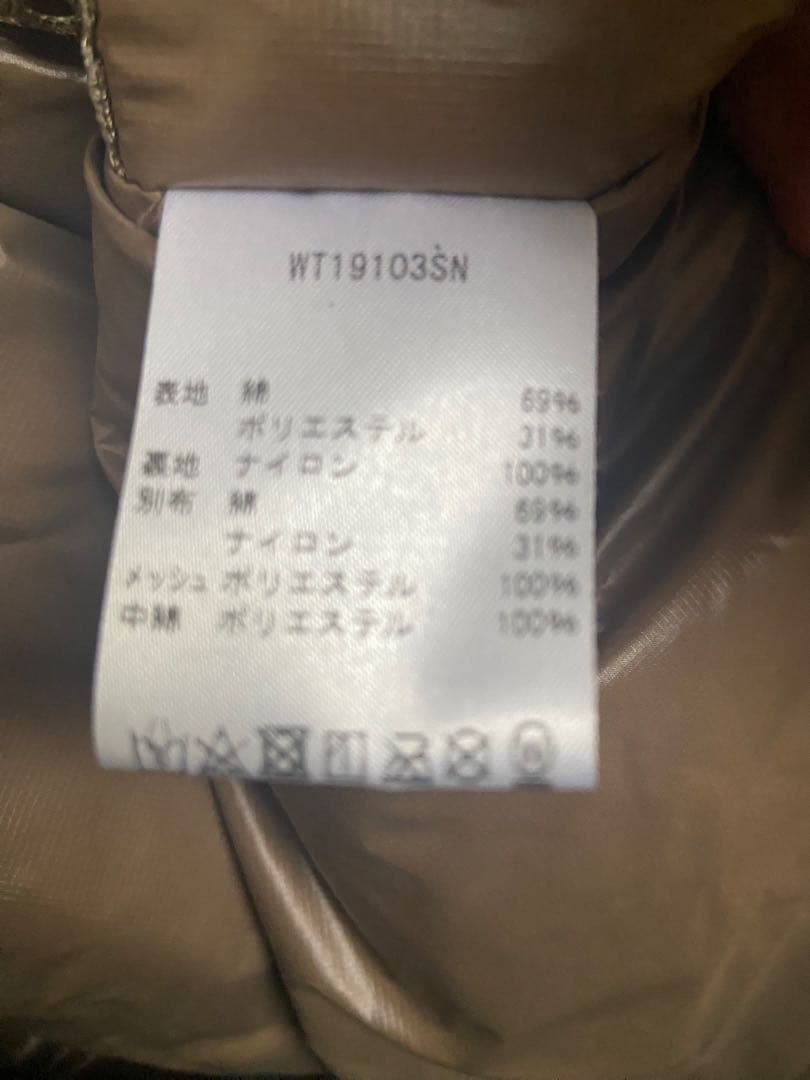 WT19103SN
表地 綿 69%
ポリエステル 31%
裏地 ナイロン 100%
別布 綿 69%
ナイロン 31%
メッシュ ポリエステル 100%
中綿 ポリエステル 100%